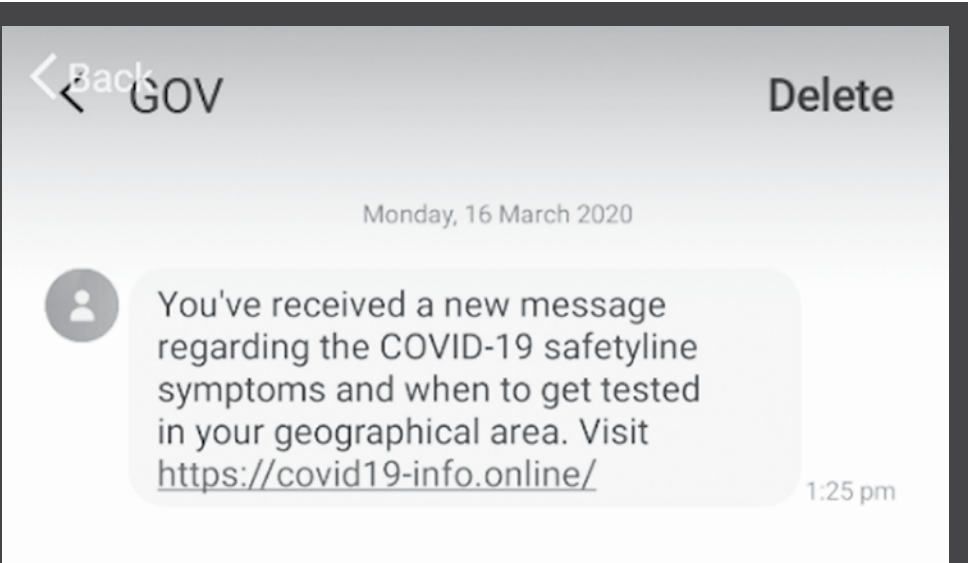 Back
GOV
Delete
Monday, 16 March 2020
You've received a new message
regarding the COVID-19 safetyline
symptoms and when to get tested
in your geographical area. Visit
https://covid19-info.online/
1:25 pm